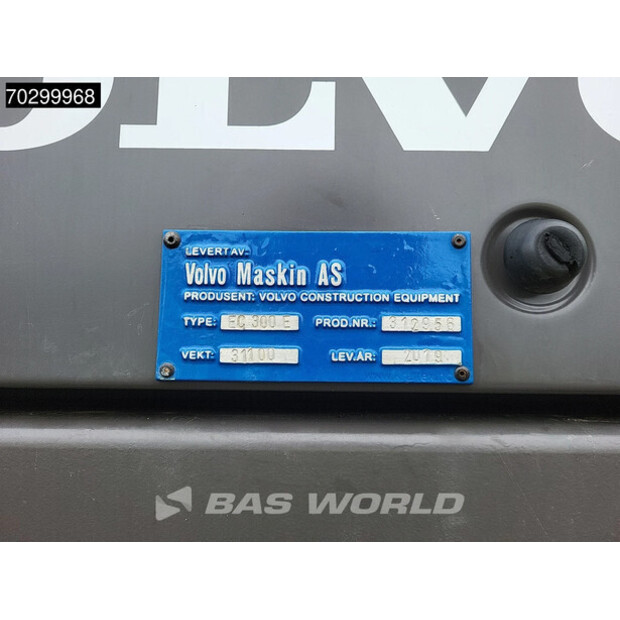 70299968
LEVERT AV:
Volvo Maskin AS
PRODUSENT: VOLVO CONSTRUCTION EQUIPMENT
TYPE: EC 300 E PROD.NR.: 312956
VEKT: 31100 LEV.ÅR: 2019
BAS WORLD